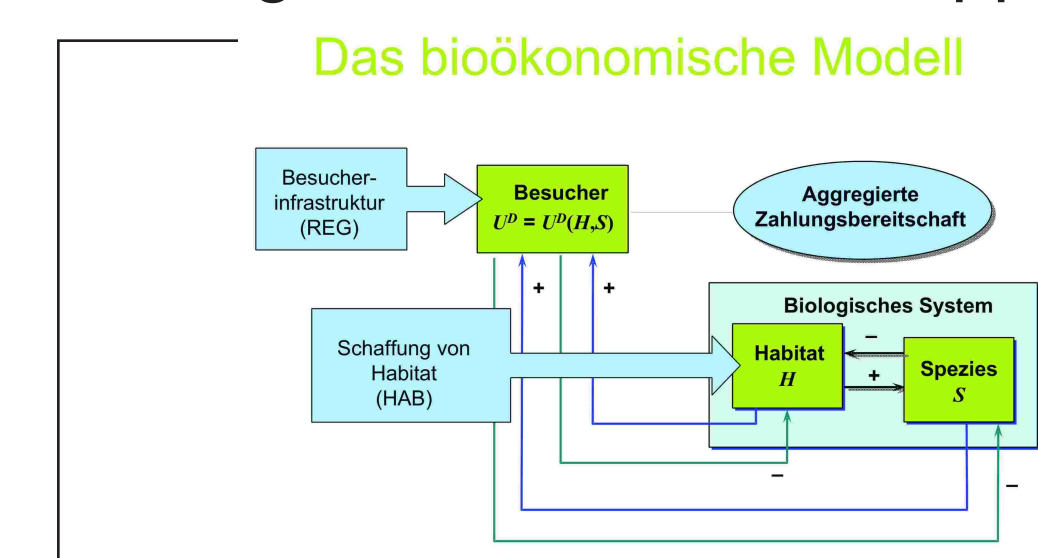 Das bioökonomische Modell
Besucher-
infrastruktur
(REG)
Besucher
U^D = U^D(H,S)
Aggregierte
Zahlungsbereitschaft
+
+
Biologisches System
Schaffung von
Habitat
(HAB)
Habitat
H
–
+
Spezies
S
–
–